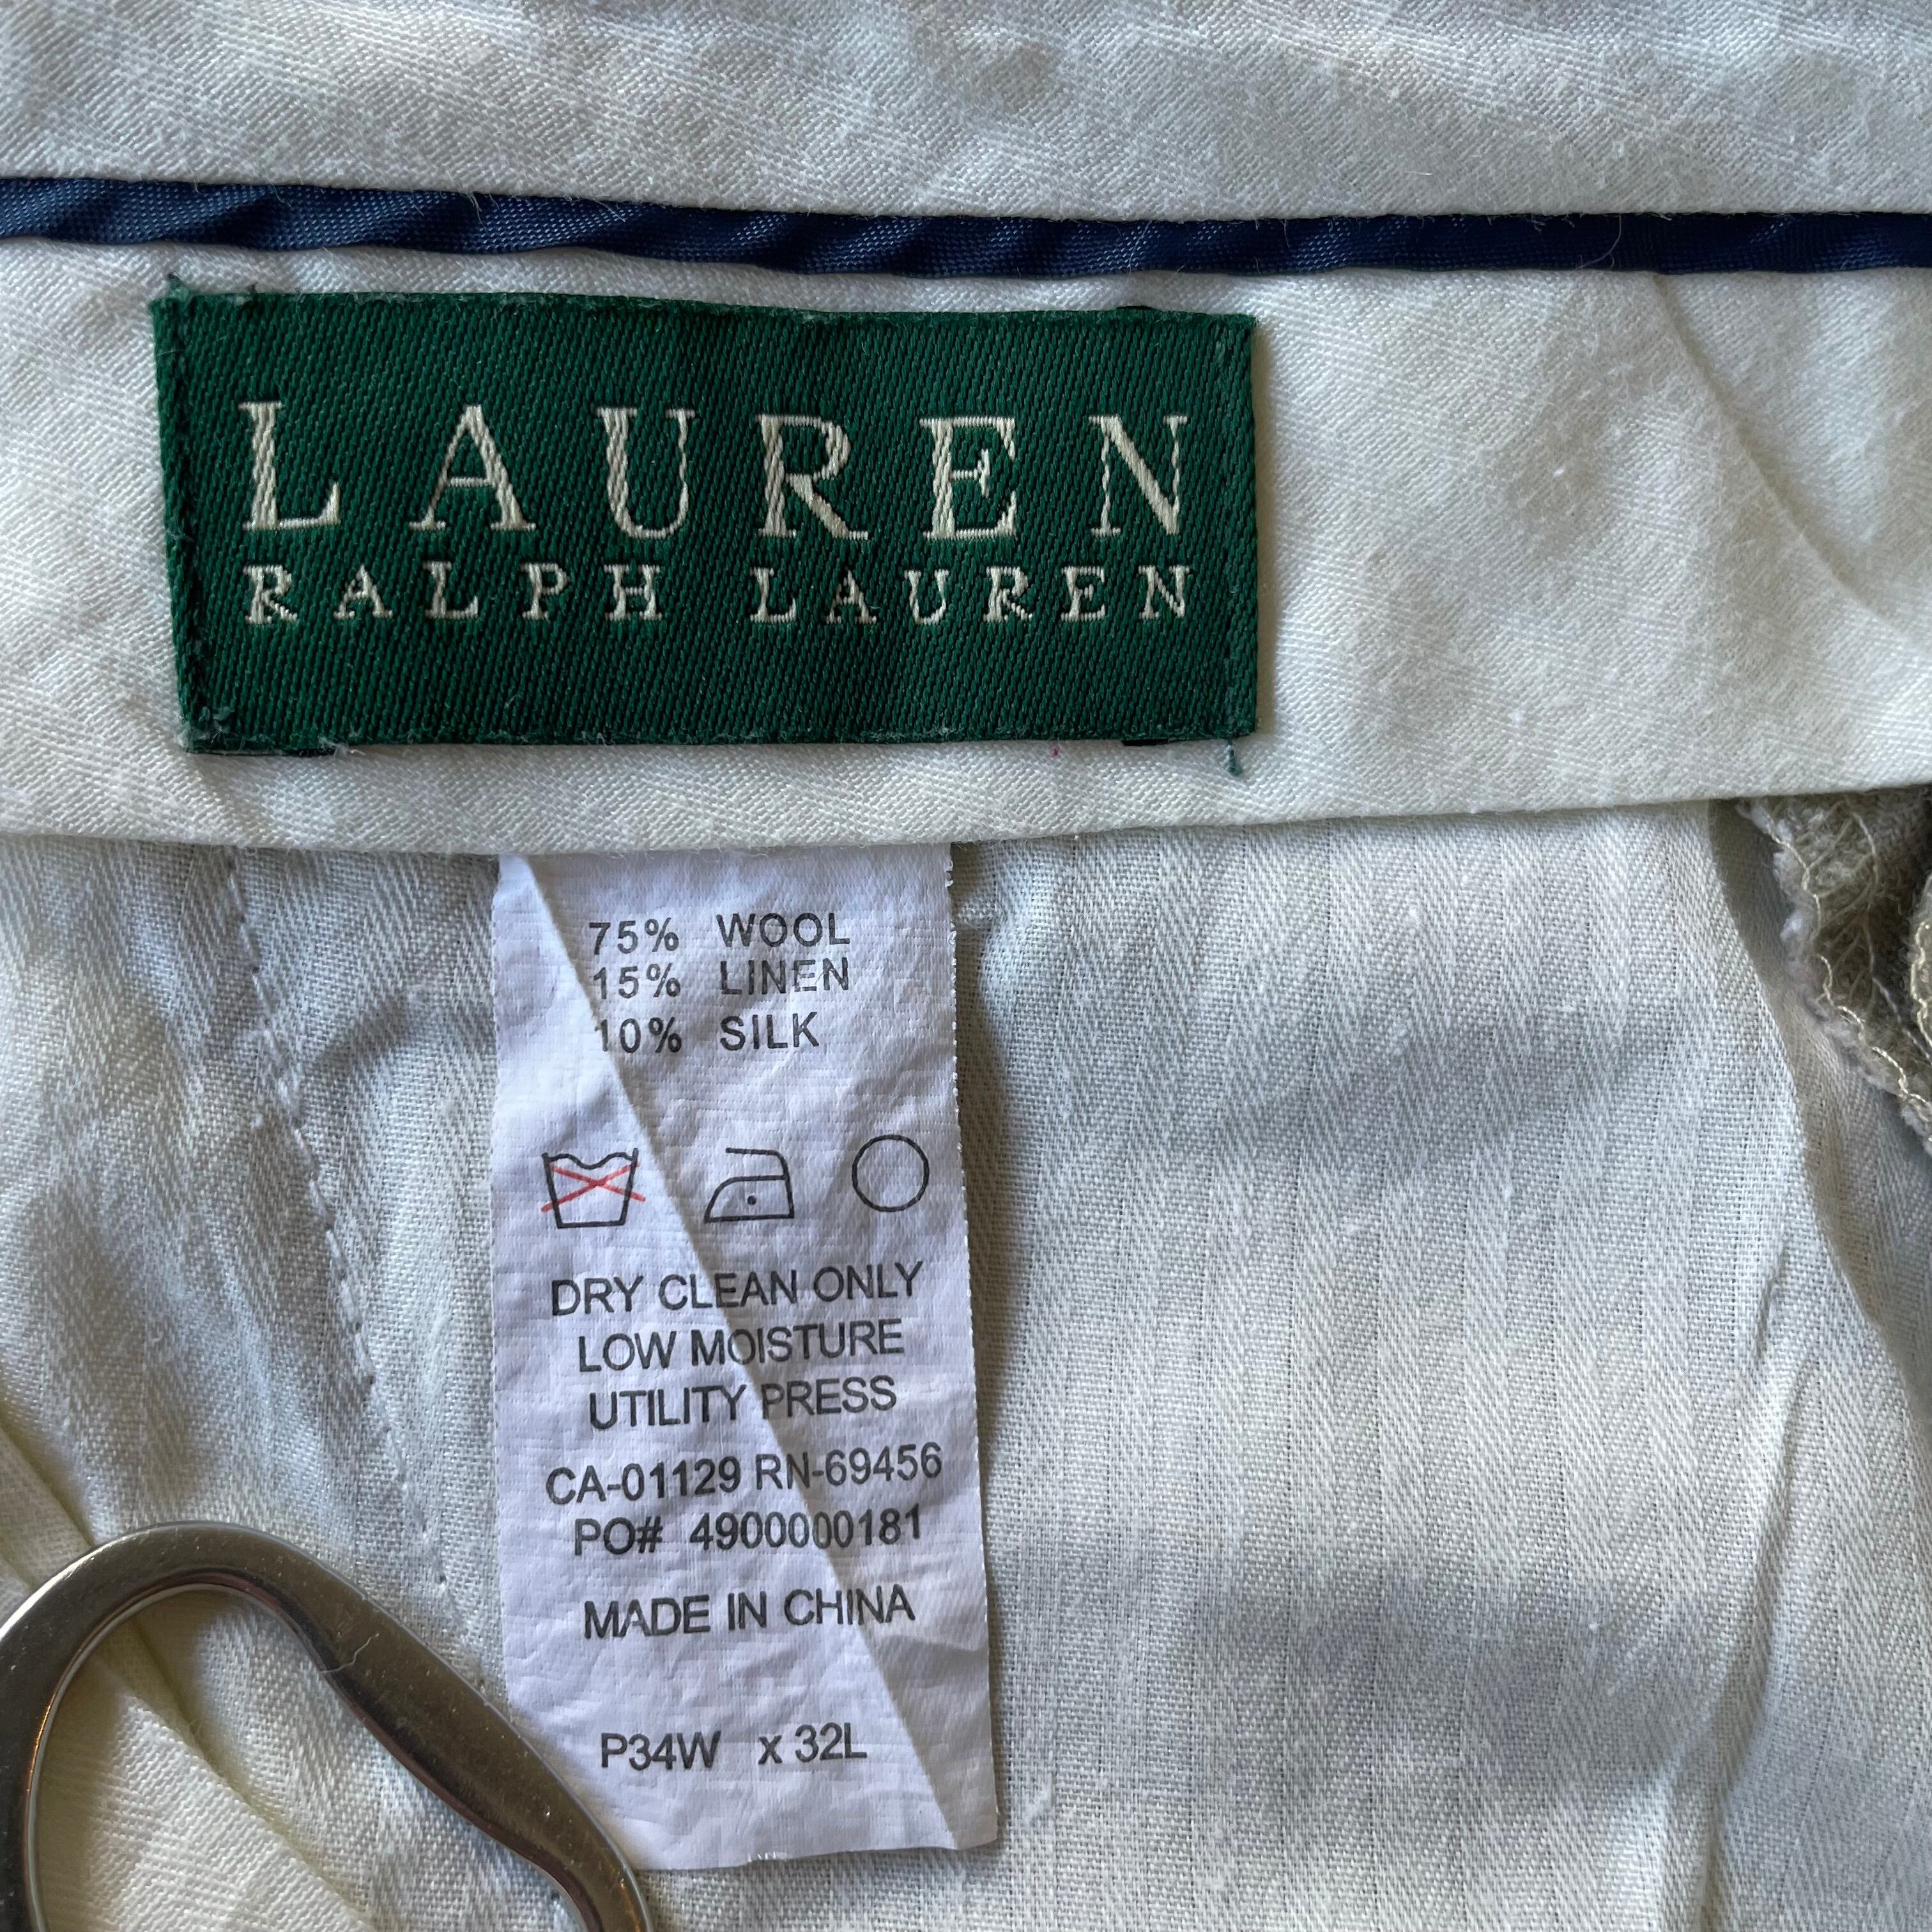 LAUREN
RALPH LAUREN
75% WOOL
15% LINEN
10% SILK
DRY CLEAN ONLY
LOW MOISTURE
UTILITY PRESS
CA-01129 RN-69456
PO# 4900000181
MADE IN CHINA
P34W x 32L